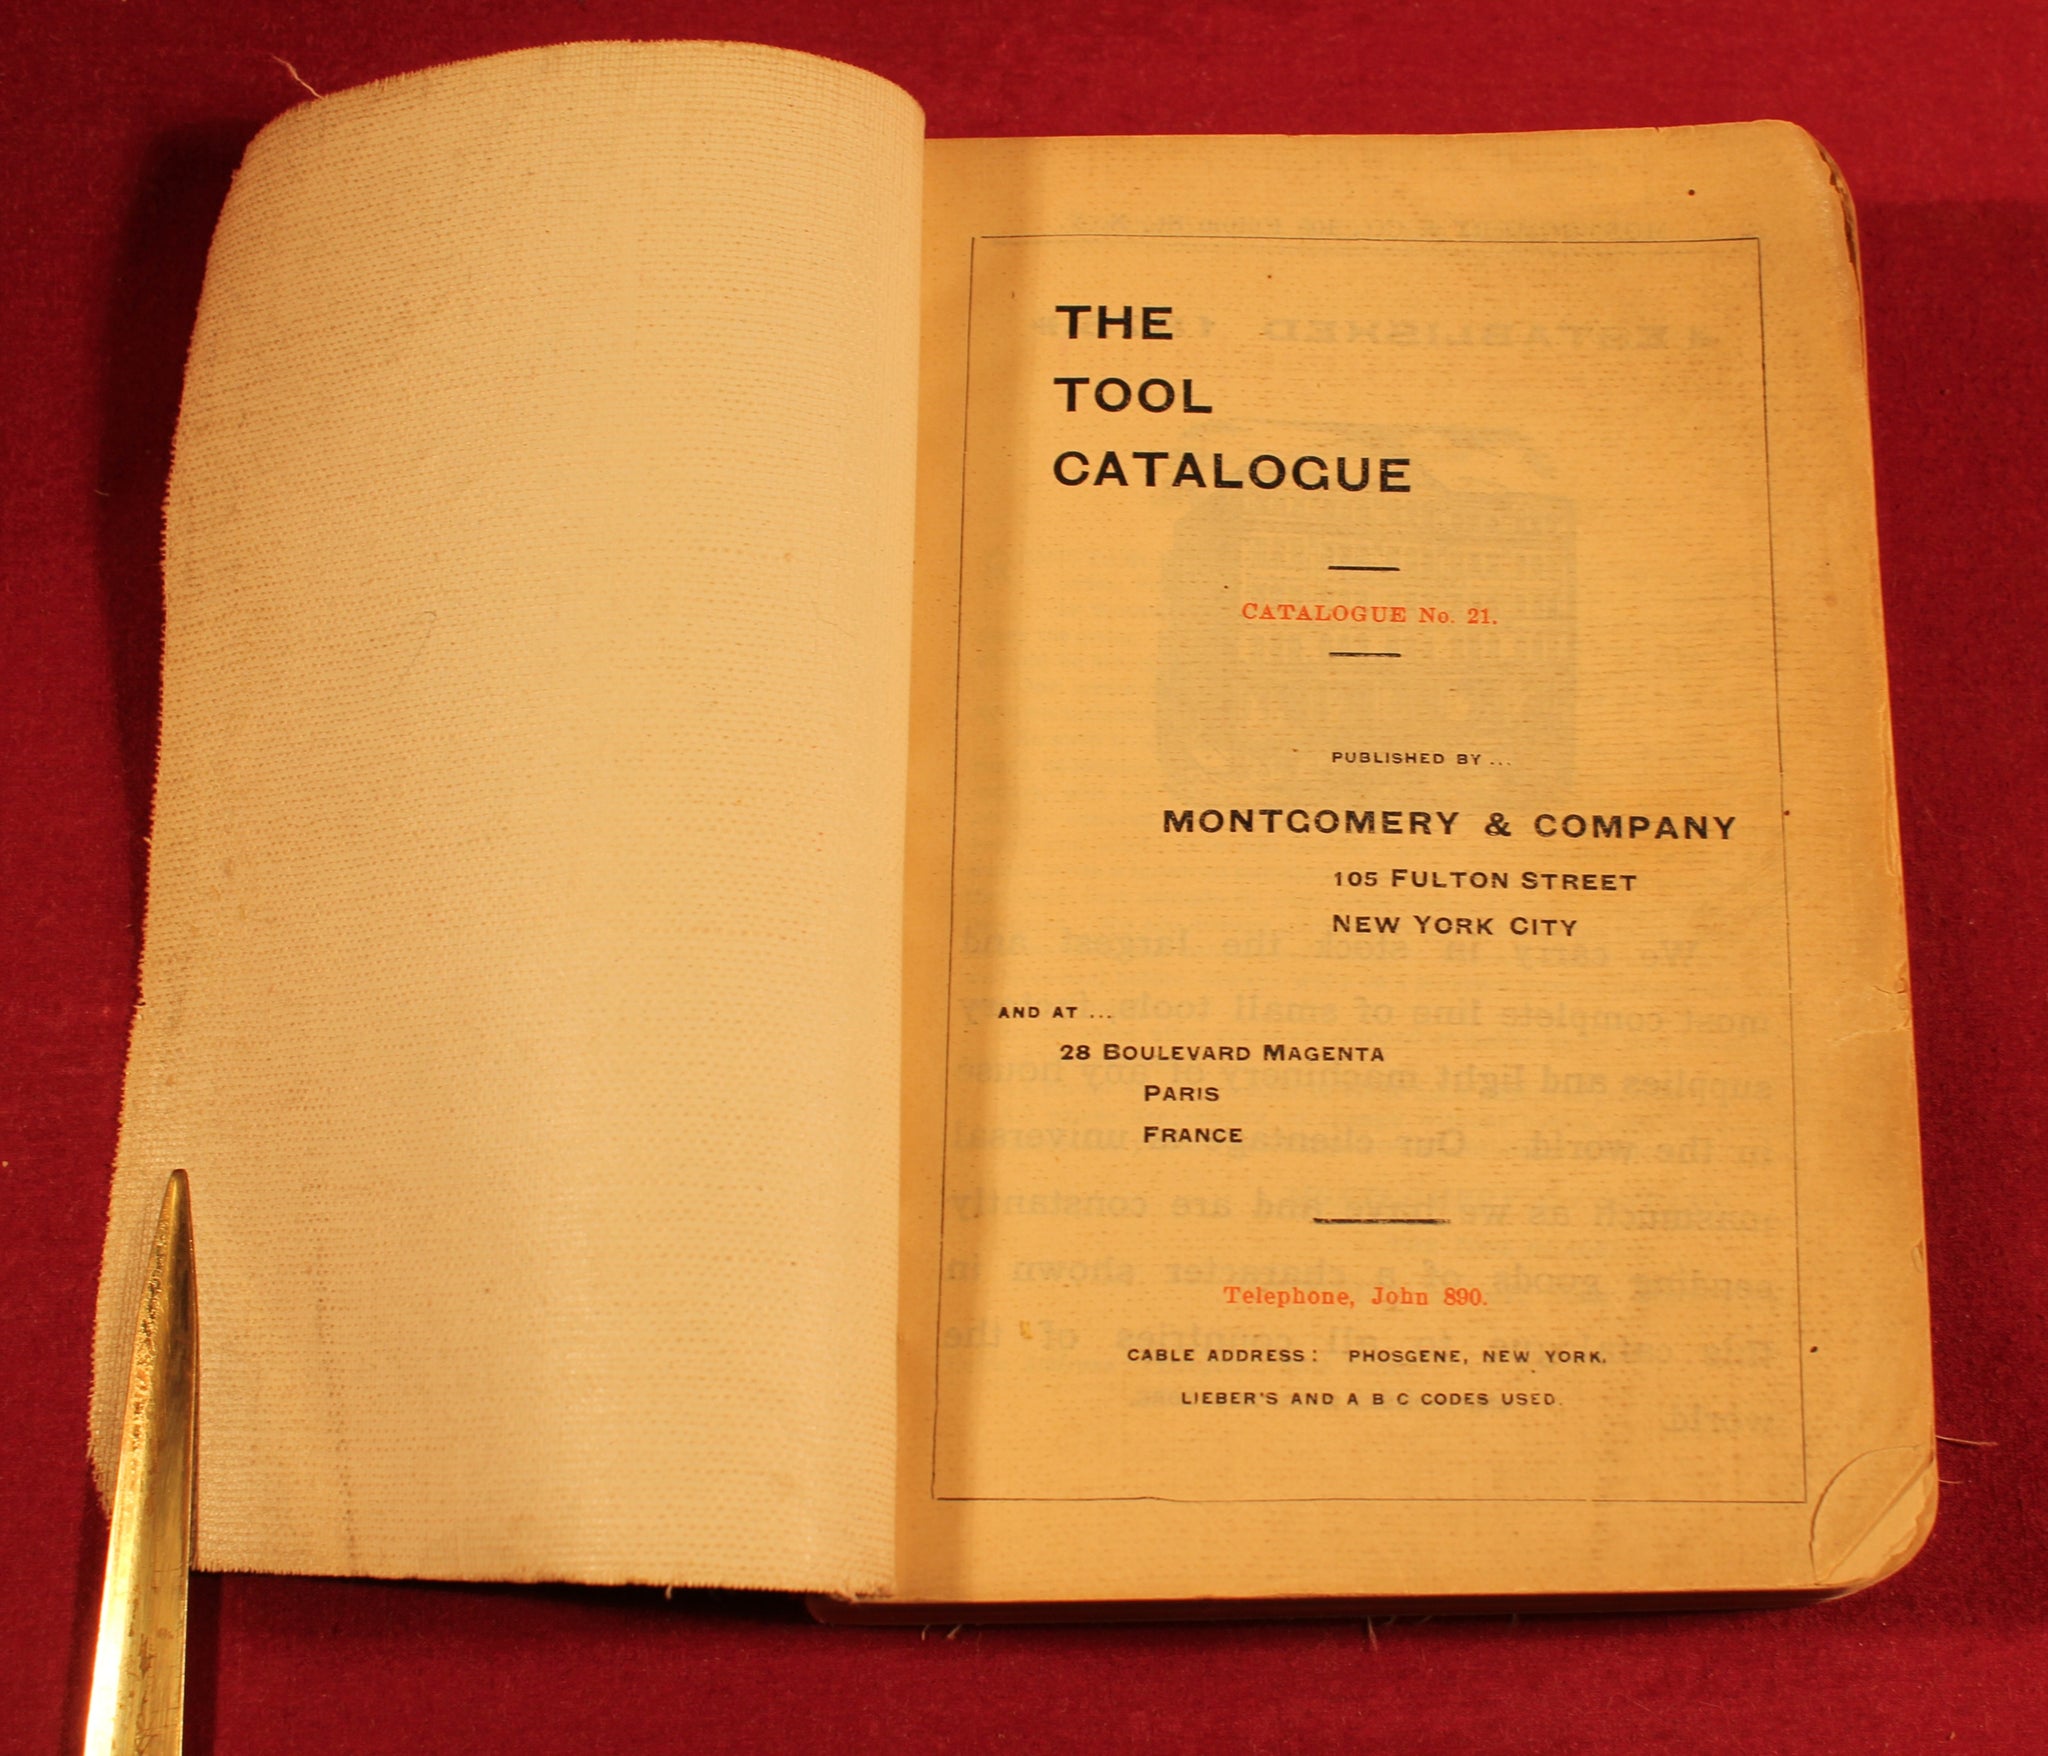 THE
TOOL
CATALOGUE
CATALOGUE No. 21.
PUBLISHED BY ...
MONTGOMERY & COMPANY
105 FULTON STREET
NEW YORK CITY
AND AT ...
28 BOULEVARD MAGENTA
PARIS
FRANCE
Telephone, John 890.
CABLE ADDRESS: PHOSGENE, NEW YORK.
LIEBER'S AND A B C CODES USED.